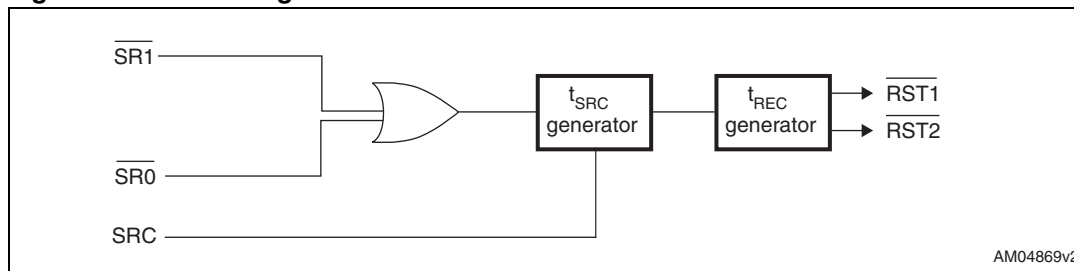 SR1
SR0
SRC
tSRC
generator
tREC
generator
RST1
RST2
AM04869v2